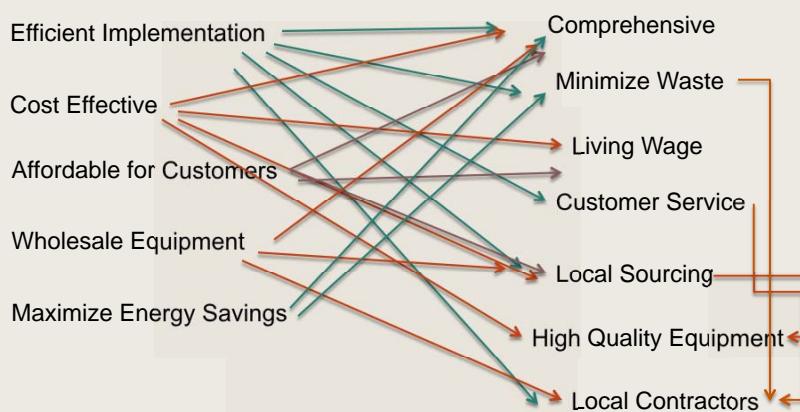 Efficient Implementation
Cost Effective
Affordable for Customers
Wholesale Equipment
Maximize Energy Savings
Comprehensive
Minimize Waste
Living Wage
Customer Service
Local Sourcing
High Quality Equipment
Local Contractors